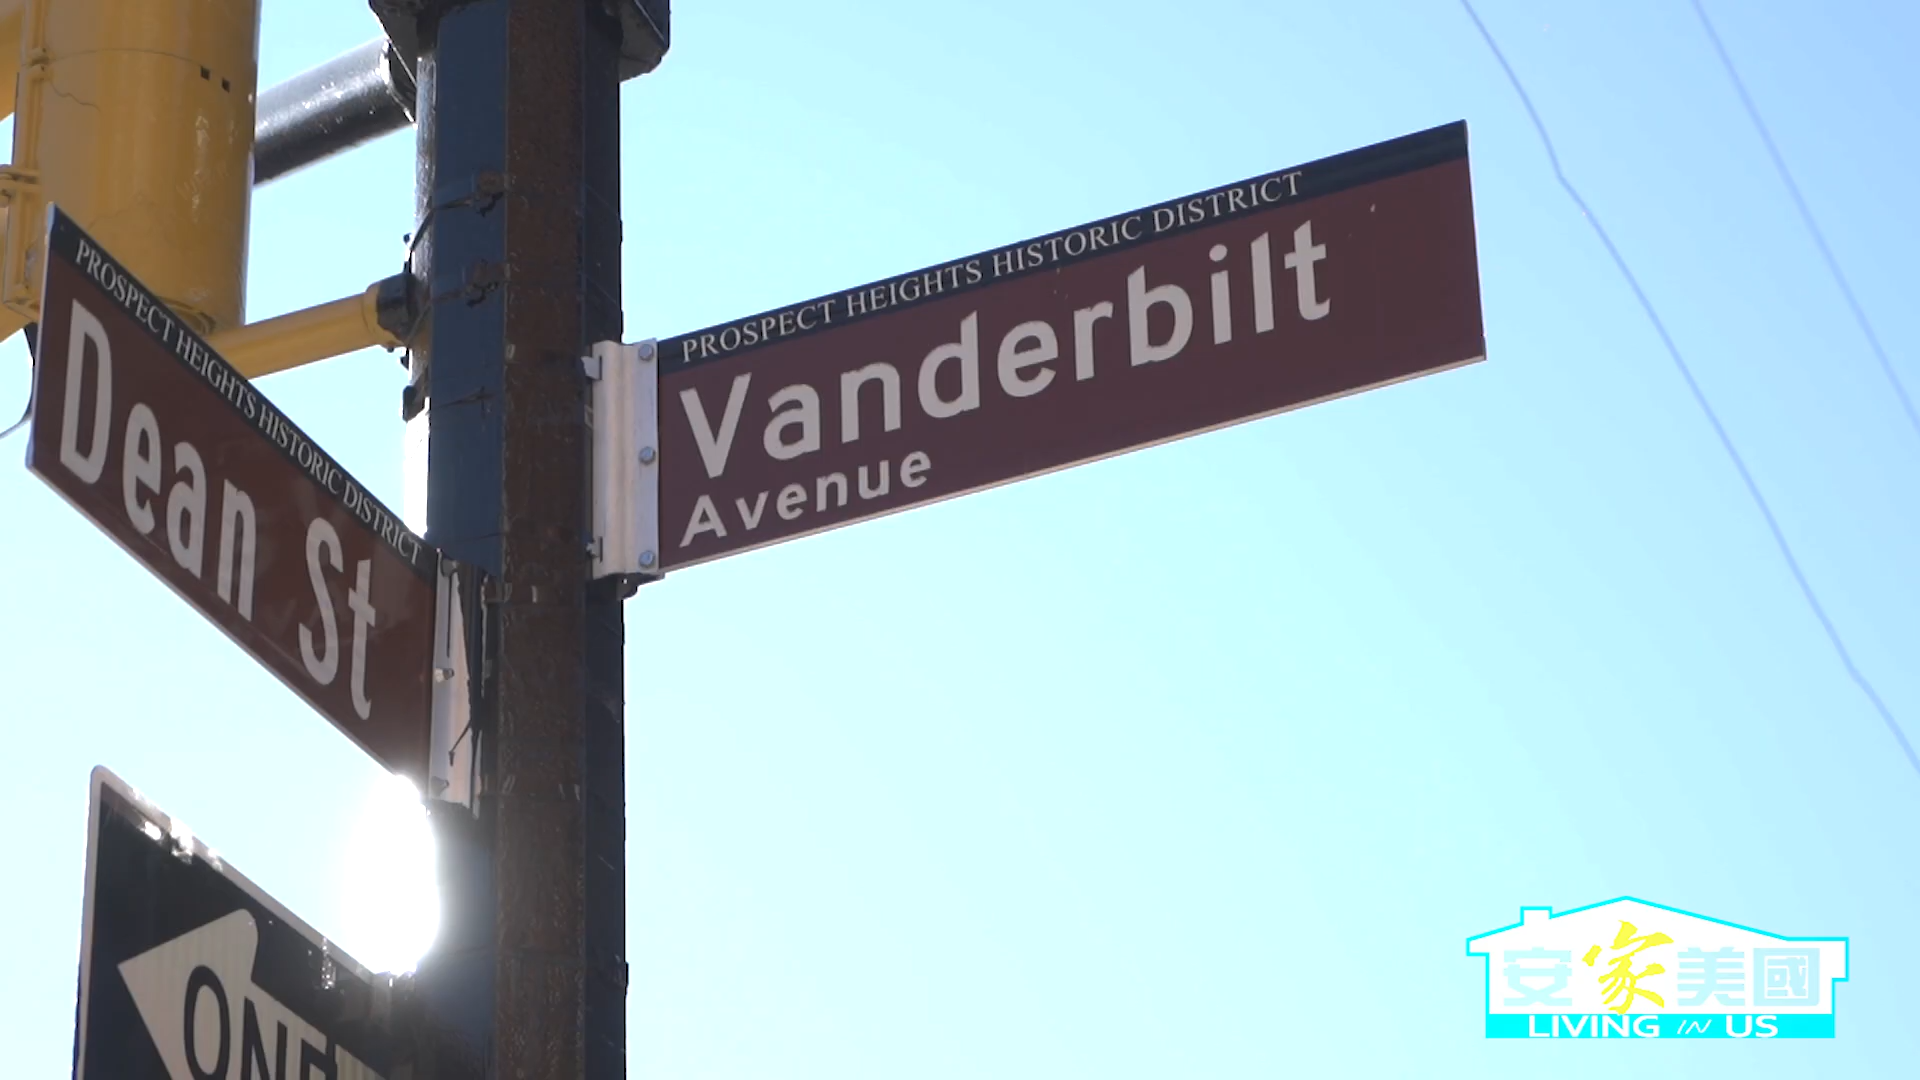 PROSPECT HEIGHTS HISTORIC DISTRICT
Dean St
PROSPECT HEIGHTS HISTORIC DISTRICT
Vanderbilt
Avenue
ONE
安家美國
LIVING IN US